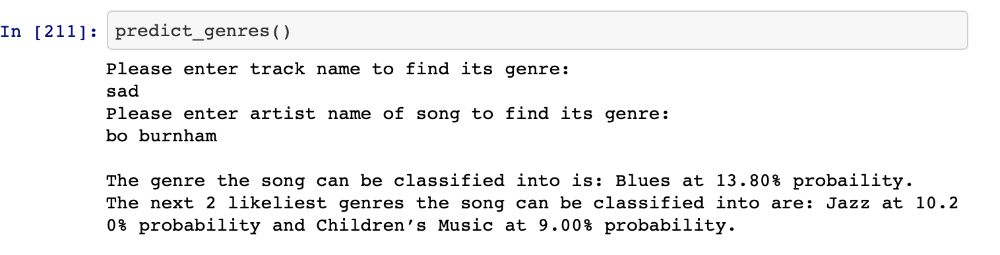 In [211]: predict_genres()
Please enter track name to find its genre:
sad
Please enter artist name of song to find its genre:
bo burnham
The genre the song can be classified into is: Blues at 13.80% probaility.
The next 2 likeliest genres the song can be classified into are: Jazz at 10.2
0% probability and Children’s Music at 9.00% probability.